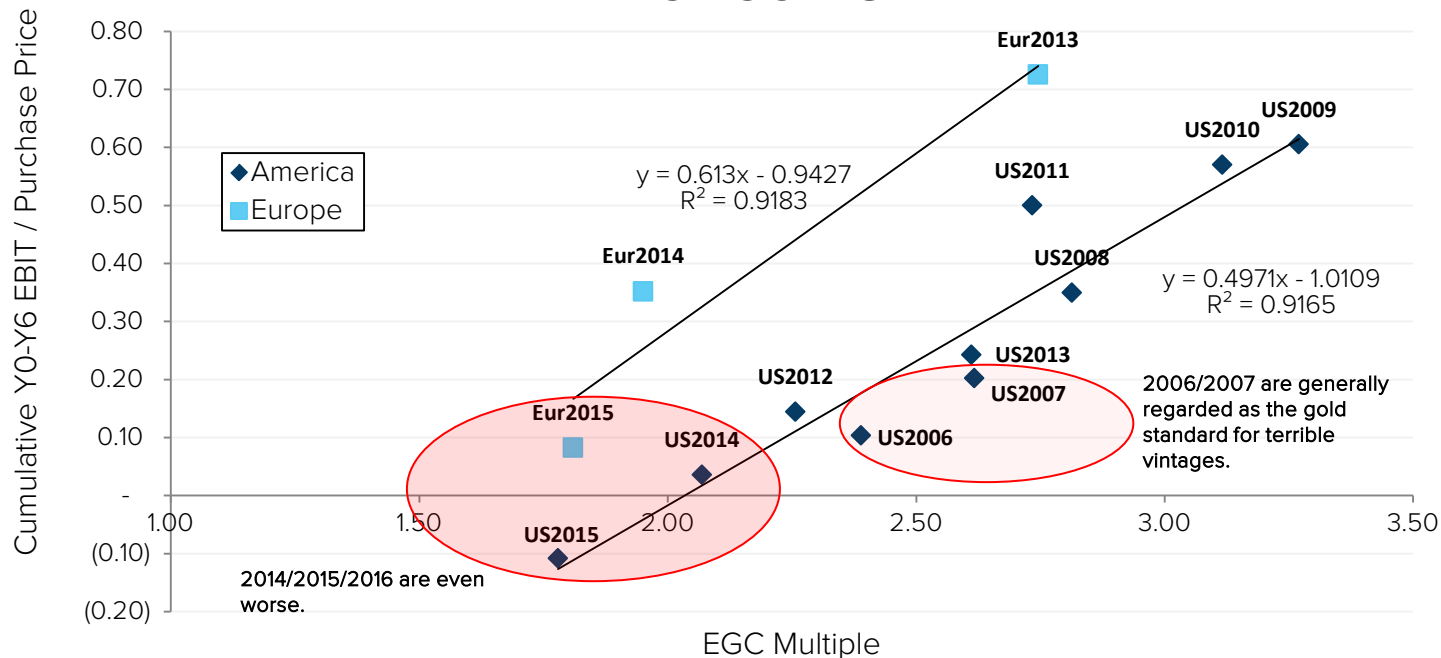 Cumulative Y0-Y6 EBIT / Purchase Price
0.80
0.70
0.60
0.50
0.40
0.30
0.20
0.10
-
(0.10)
(0.20)
America
Europe
Eur2013
US2009
US2010
US2011
y = 0.613x - 0.9427
R² = 0.9183
Eur2014
US2008
y = 0.4971x - 1.0109
R² = 0.9165
US2013
US2012
US2007
2006/2007 are generally
regarded as the gold
standard for terrible
vintages.
Eur2015
US2014
US2006
US2015
1.00
1.50
2.00
2.50
3.00
3.50
2014/2015/2016 are even
worse.
EGC Multiple